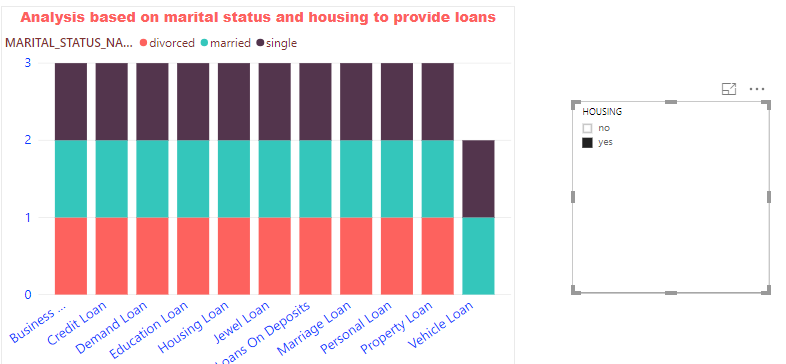 Analysis based on marital status and housing to provide loans
MARITAL_STATUS_NA... divorced married single
3
2
1
0
Business ...
Credit Loan
Demand Loan
Education Loan
Housing Loan
Jewel Loan
Loans On Deposits
Marriage Loan
Personal Loan
Property Loan
Vehicle Loan
HOUSING
no
yes